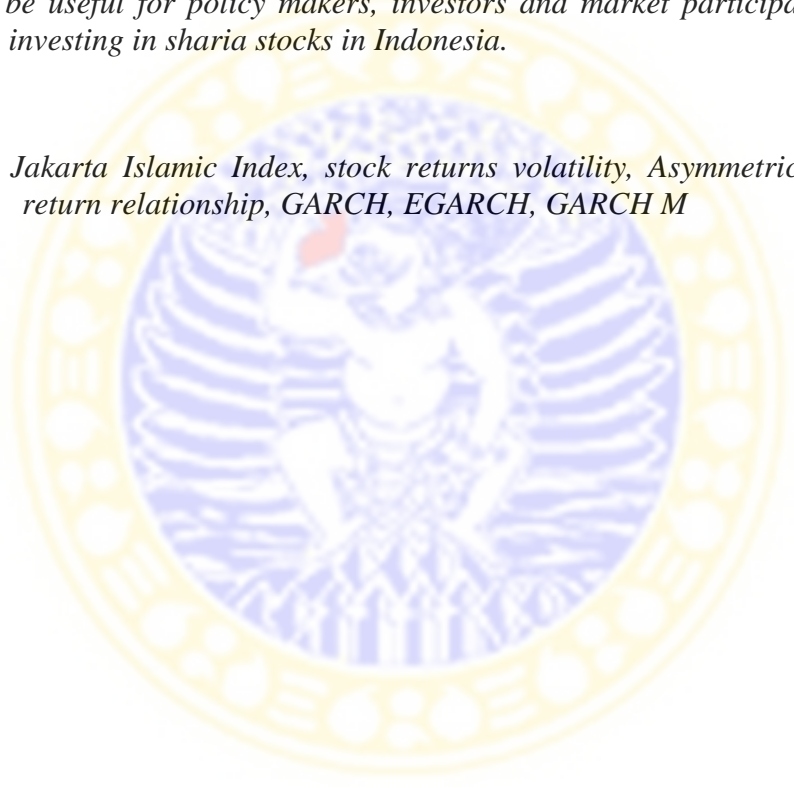 be useful for policy makers, investors and market
investing in sharia stocks in Indonesia.
Jakarta Islamic Index, stock returns volatility, Asymmetric
return relationship, GARCH, EGARCH, GARCH M